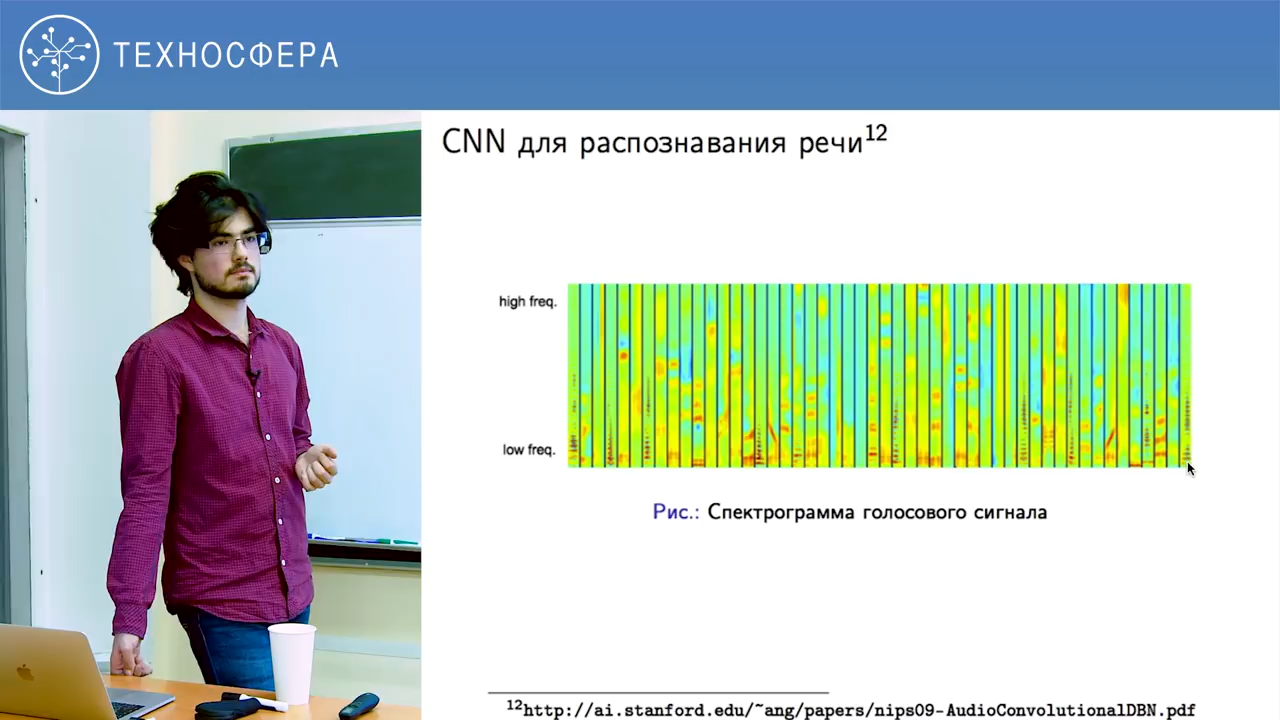 ТЕХНОСФЕРА
CNN для распознавания речи12
high freq.
low freq.
Рис.: Спектрограмма голосового сигнала
12http://ai.stanford.edu/~ang/papers/nips09-AudioConvolutionalDBN.pdf